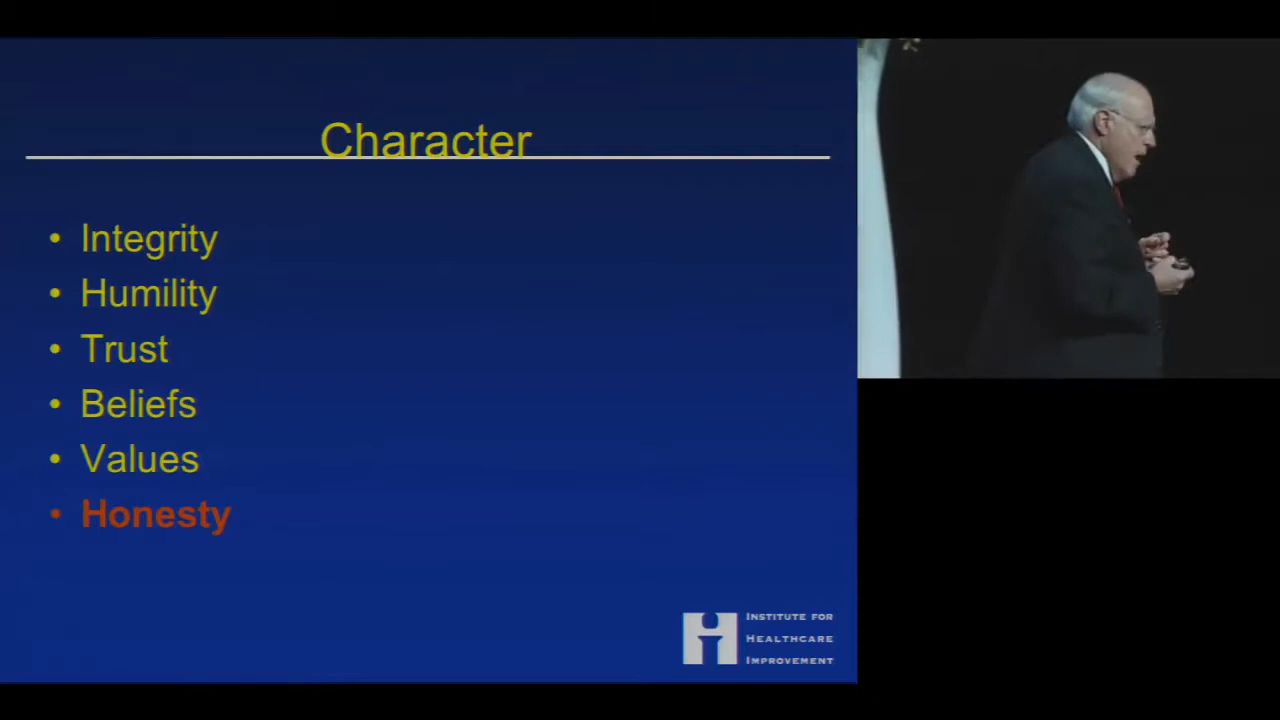 Character
• Integrity
• Humility
• Trust
• Beliefs
• Values
• Honesty
INSTITUTE FOR
HEALTHCARE
IMPROVEMENT